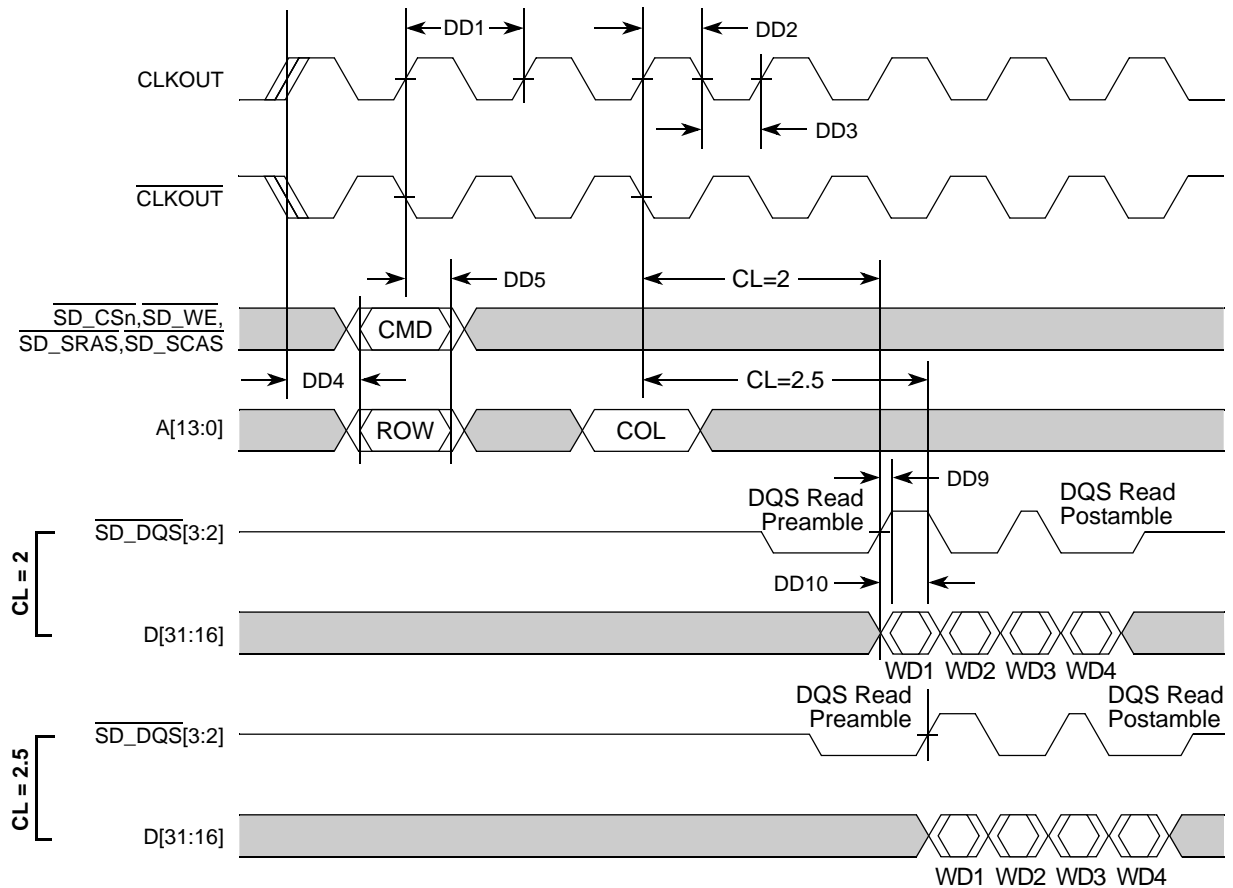 DD1
DD2
CLKOUT
DD3
CLKOUT
DD5
CL=2
SD_CSn,SD_WE,
SD_SRAS,SD_SCAS
CMD
DD4
CL=2.5
A[13:0]
ROW
COL
DD9
DQS Read
Preamble
DQS Read
Postamble
SD_DQS[3:2]
CL = 2
DD10
D[31:16]
WD1 WD2 WD3 WD4
DQS Read
Preamble
DQS Read
Postamble
SD_DQS[3:2]
CL = 2.5
D[31:16]
WD1 WD2 WD3 WD4